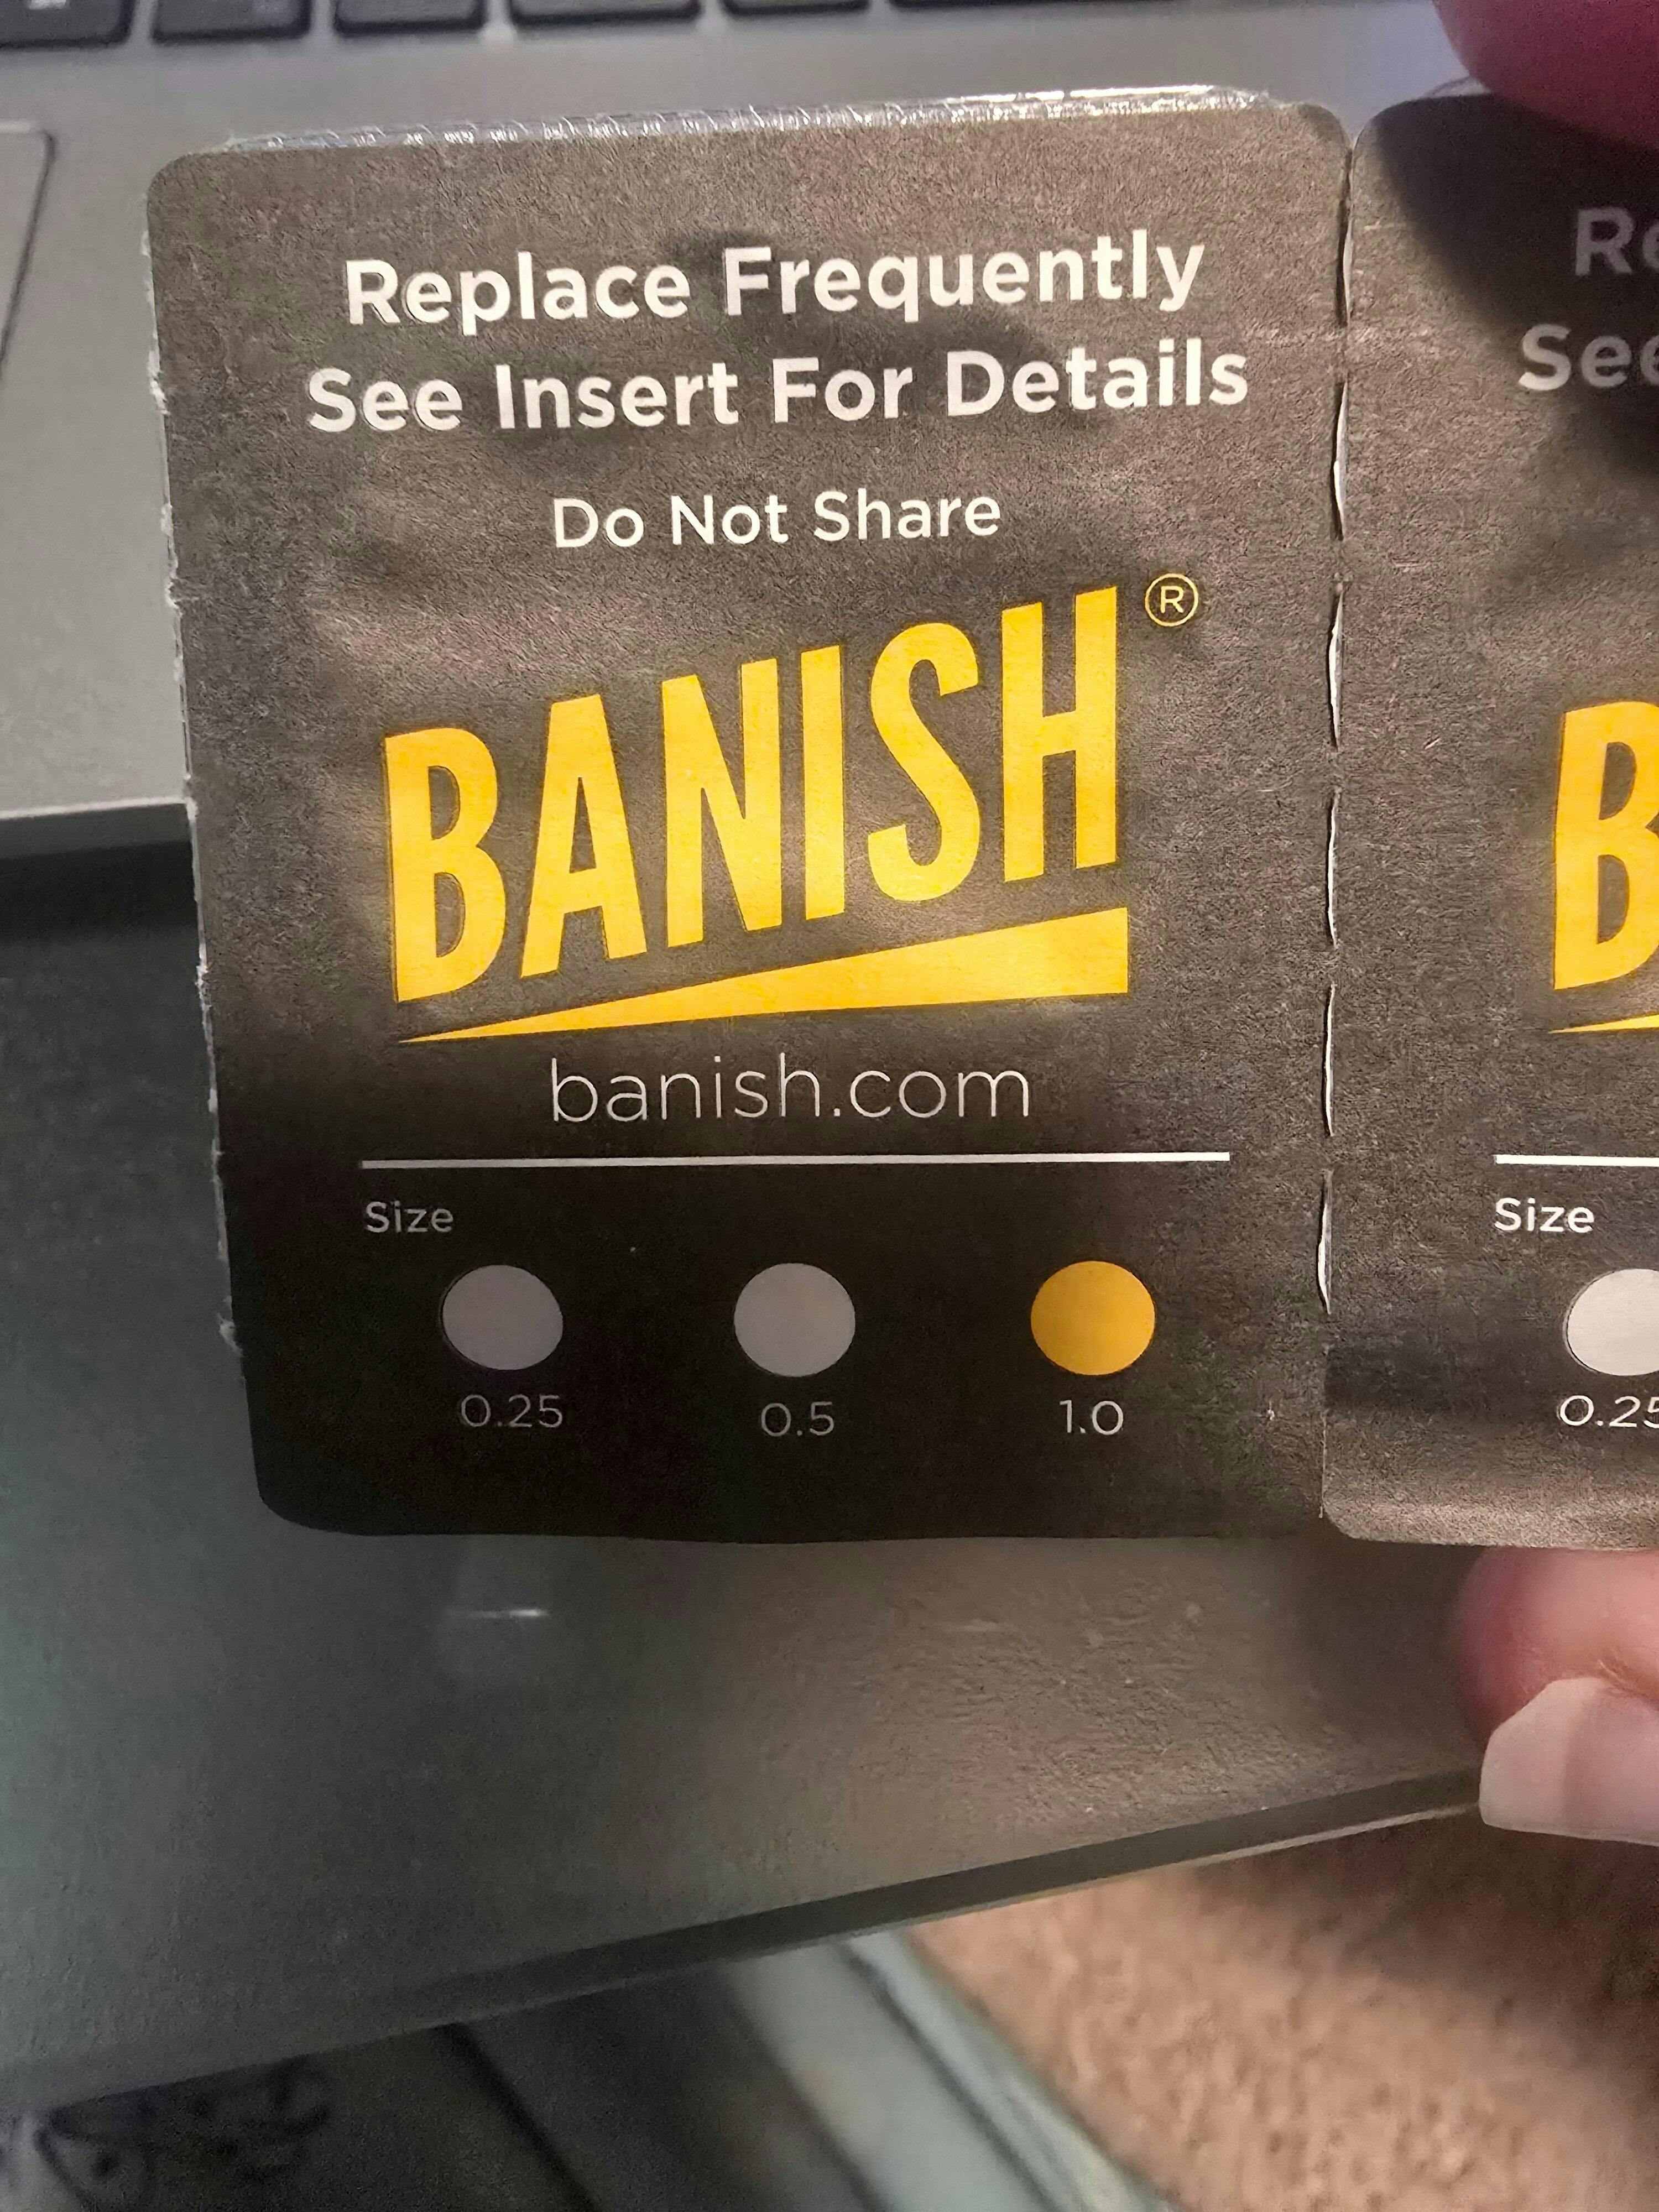 Replace Frequently
See Insert For Details
Do Not Share
BANISH®
banish.com
Size
0.25 0.5 1.0
See
Size
0.25